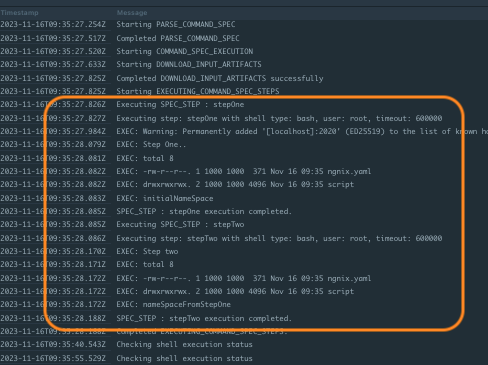 Timestamp Message
2023-11-16T09:35:27.254Z Starting PARSE_COMMAND_SPEC
2023-11-16T09:35:27.517Z Completed PARSE_COMMAND_SPEC
2023-11-16T09:35:27.520Z Starting COMMAND_SPEC_EXECUTION
2023-11-16T09:35:27.633Z Starting DOWNLOAD_INPUT_ARTIFACTS
2023-11-16T09:35:27.825Z Completed DOWNLOAD_INPUT_ARTIFACTS successfully
2023-11-16T09:35:27.825Z Starting EXECUTING_COMMAND_SPEC_STEPS
2023-11-16T09:35:27.826Z Executing SPEC_STEP : stepOne
2023-11-16T09:35:27.827Z Executing step: stepOne with shell type: bash, user: root, timeout: 600000
2023-11-16T09:35:27.984Z EXEC: Warning: Permanently added '[localhost]:2020' (ED25519) to the list of known ho
2023-11-16T09:35:28.079Z EXEC: Step One..
2023-11-16T09:35:28.081Z EXEC: total 8
2023-11-16T09:35:28.082Z EXEC: -rw-r--r--. 1 1000 1000 371 Nov 16 09:35 ngnix.yaml
2023-11-16T09:35:28.082Z EXEC: drwxrwxrwx. 2 1000 1000 4096 Nov 16 09:35 script
2023-11-16T09:35:28.083Z EXEC: initialNameSpace
2023-11-16T09:35:28.085Z SPEC_STEP : stepOne execution completed.
2023-11-16T09:35:28.085Z Executing SPEC_STEP : stepTwo
2023-11-16T09:35:28.086Z Executing step: stepTwo with shell type: bash, user: root, timeout: 600000
2023-11-16T09:35:28.170Z EXEC: Step two
2023-11-16T09:35:28.171Z EXEC: total 8
2023-11-16T09:35:28.172Z EXEC: -rw-r--r--. 1 1000 1000 371 Nov 16 09:35 ngnix.yaml
2023-11-16T09:35:28.172Z EXEC: drwxrwxrwx. 2 1000 1000 4096 Nov 16 09:35 script
2023-11-16T09:35:28.172Z EXEC: nameSpaceFromStepOne
2023-11-16T09:35:28.188Z SPEC_STEP : stepTwo execution completed.
2023-11-16T09:35:28.188Z Completed EXECUTING_COMMAND_SPEC_STEPS.
2023-11-16T09:35:40.543Z Checking shell execution status
2023-11-16T09:35:55.529Z Checking shell execution status